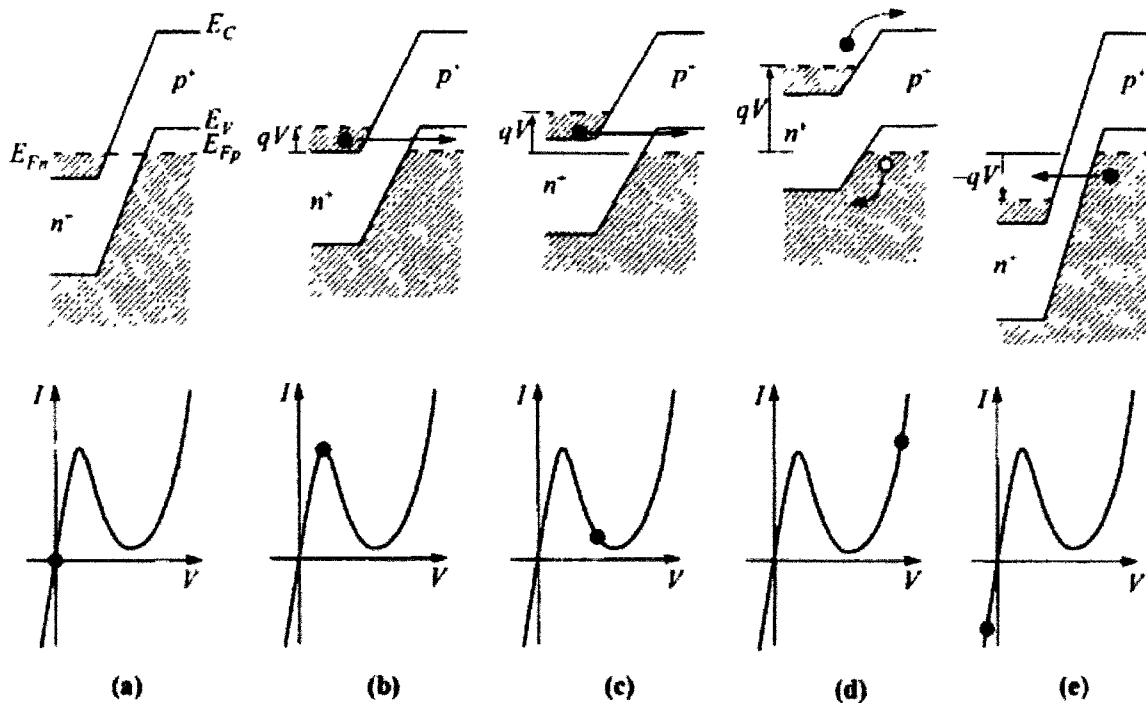 E_C
p⁺
E_V
E_Fn
E_Fp
n⁺
qV
p⁺
n⁺
qV
p⁺
n⁺
qV
p⁺
n⁺
p⁺
-qV
n⁺
I
V
I
V
I
V
I
V
I
V
(a) (b) (c) (d) (e)